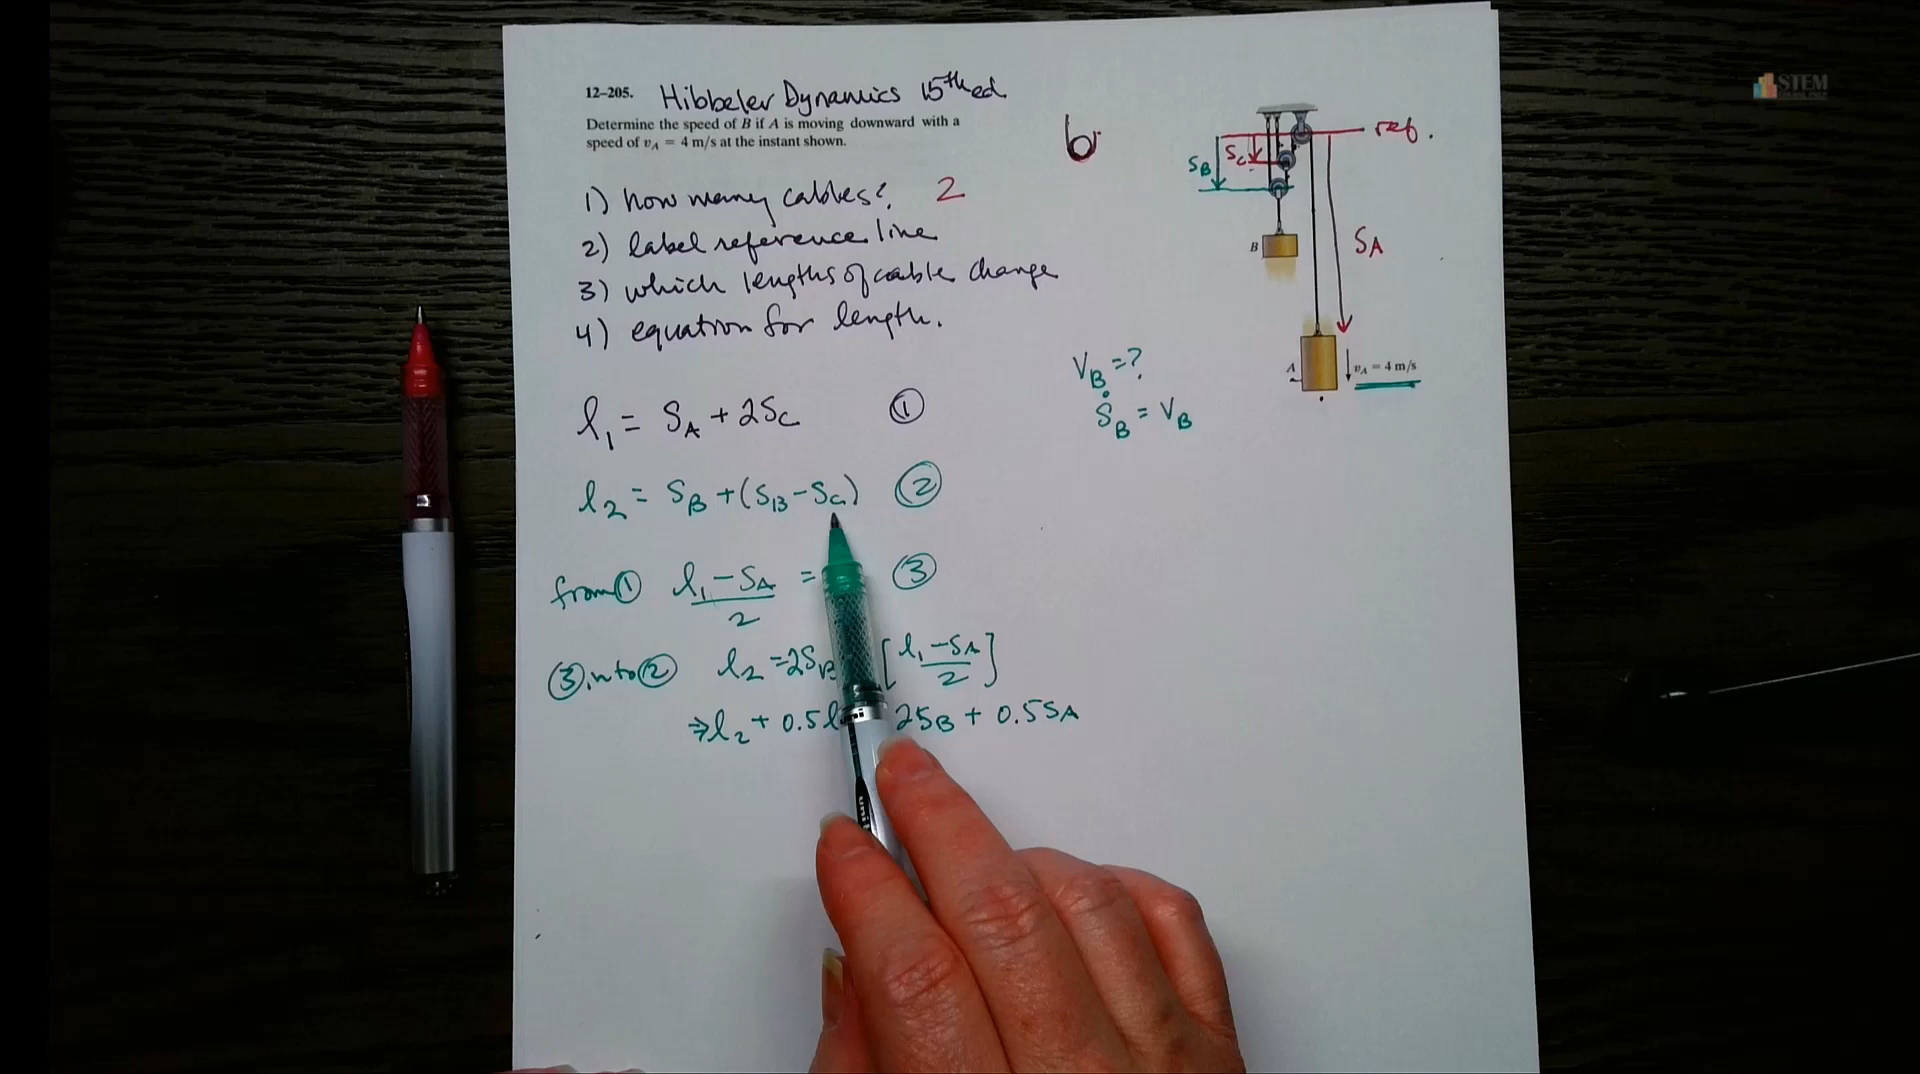 12–205. Hibbeler Dynamics 15th ed.
Determine the speed of B if A is moving downward with a
speed of vA = 4 m/s at the instant shown.
1) how many cables? 2
2) label reference line
3) which lengths of cable change
4) equation for length.
l1 = SA + 2SC ①
l2 = SB + (SB - SC) ②
from ① l1 - SA / 2 = ③
③ into ② l2 = 2SB [l1 - SA / 2]
⇒ l2 + 0.5l 2SB + 0.5SA
6
ref.
SB
SC
SA
B
A
vA = 4 m/s
VB = ?
ṠB = VB
uni
STEM